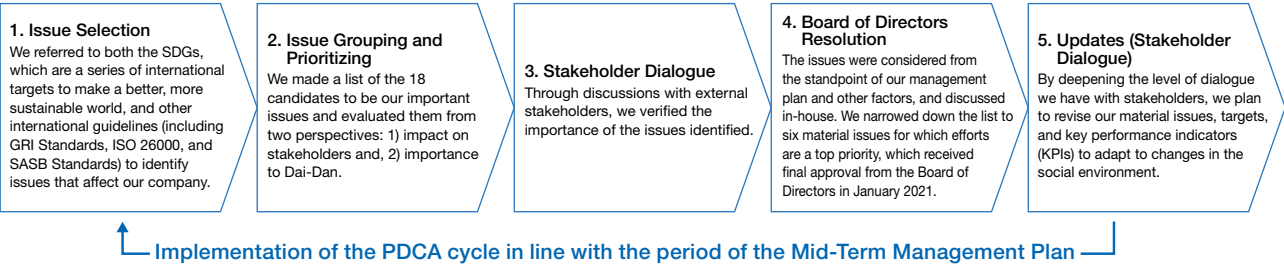 1. Issue Selection
We referred to both the SDGs,
which are a series of international
targets to make a better, more
sustainable world, and other
international guidelines (including
GRI Standards, ISO 26000, and
SASB Standards) to identify
issues that affect our company.
2. Issue Grouping and
Prioritizing
We made a list of the 18
candidates to be our important
issues and evaluated them from
two perspectives: 1) impact on
stakeholders and, 2) importance
to Dai-Dan.
3. Stakeholder Dialogue
Through discussions with external
stakeholders, we verified the
importance of the issues identified.
4. Board of Directors
Resolution
The issues were considered from
the standpoint of our management
plan and other factors, and discussed
in-house. We narrowed down the list to
six material issues for which efforts
are a top priority, which received
final approval from the Board of
Directors in January 2021.
5. Updates (Stakeholder
Dialogue)
By deepening the level of dialogue
we have with stakeholders, we plan
to revise our material issues, targets,
and key performance indicators
(KPIs) to adapt to changes in the
social environment.
Implementation of the PDCA cycle in line with the period of the Mid-Term Management Plan